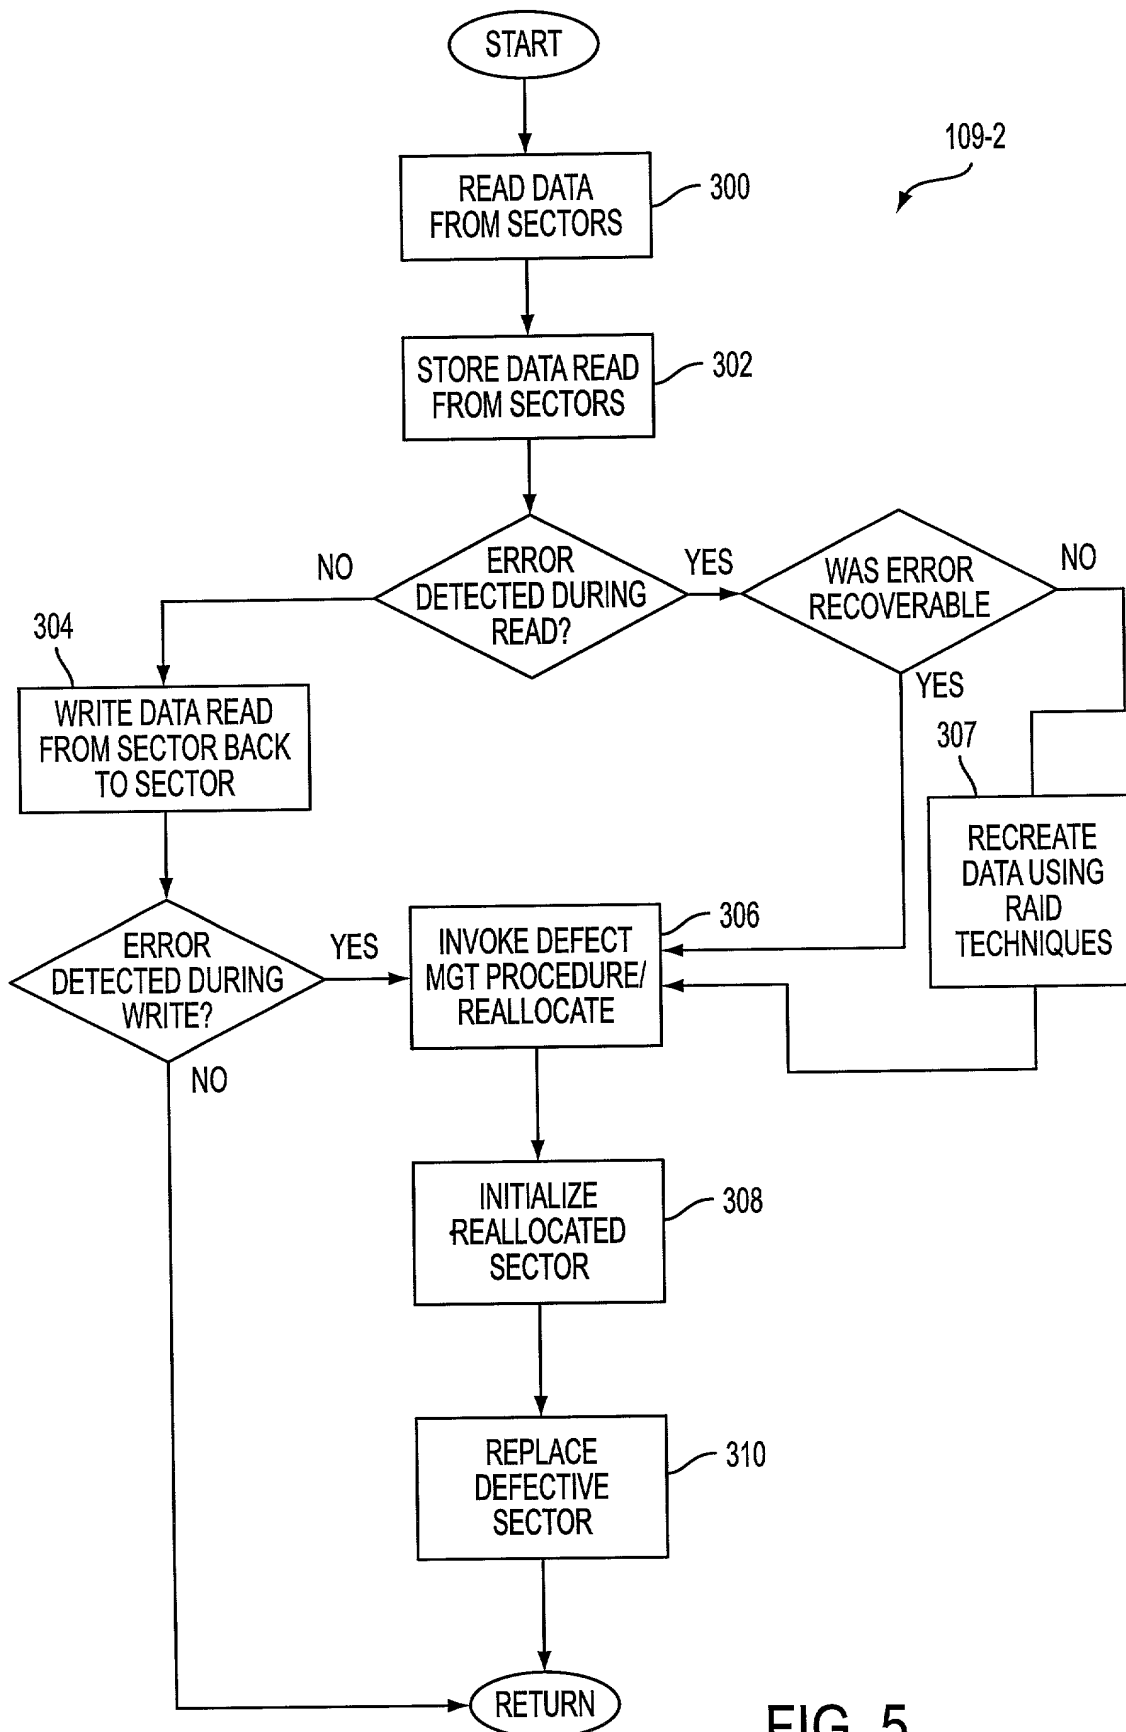 START
109-2
READ DATA
FROM SECTORS
300
STORE DATA READ
FROM SECTORS
302
ERROR
DETECTED DURING
READ?
NO
YES
WAS ERROR
RECOVERABLE
NO
YES
304
WRITE DATA READ
FROM SECTOR BACK
TO SECTOR
307
RECREATE
DATA USING
RAID
TECHNIQUES
ERROR
DETECTED DURING
WRITE?
YES
NO
306
INVOKE DEFECT
MGT PROCEDURE/
REALLOCATE
INITIALIZE
REALLOCATED
SECTOR
308
REPLACE
DEFECTIVE
SECTOR
310
RETURN
FIG. 5